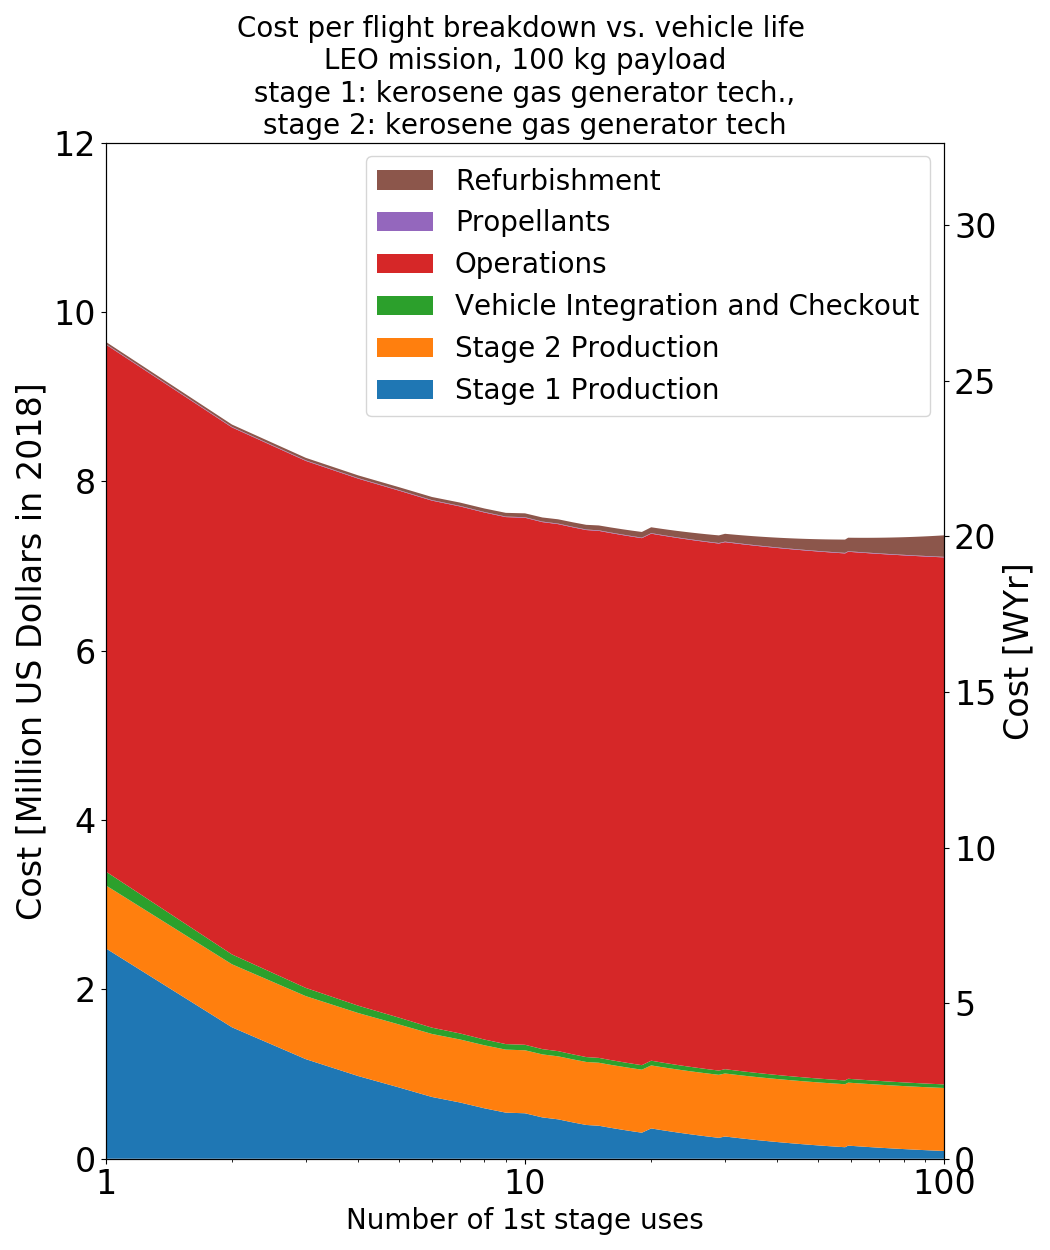 Cost per flight breakdown vs. vehicle life
LEO mission, 100 kg payload
stage 1: kerosene gas generator tech.,
stage 2: kerosene gas generator tech
Refurbishment
Propellants
Operations
Vehicle Integration and Checkout
Stage 2 Production
Stage 1 Production
Cost [Million US Dollars in 2018]
12
10
8
6
4
2
0
30
25
20
15
10
5
0
Cost [WYr]
1
10
100
Number of 1st stage uses